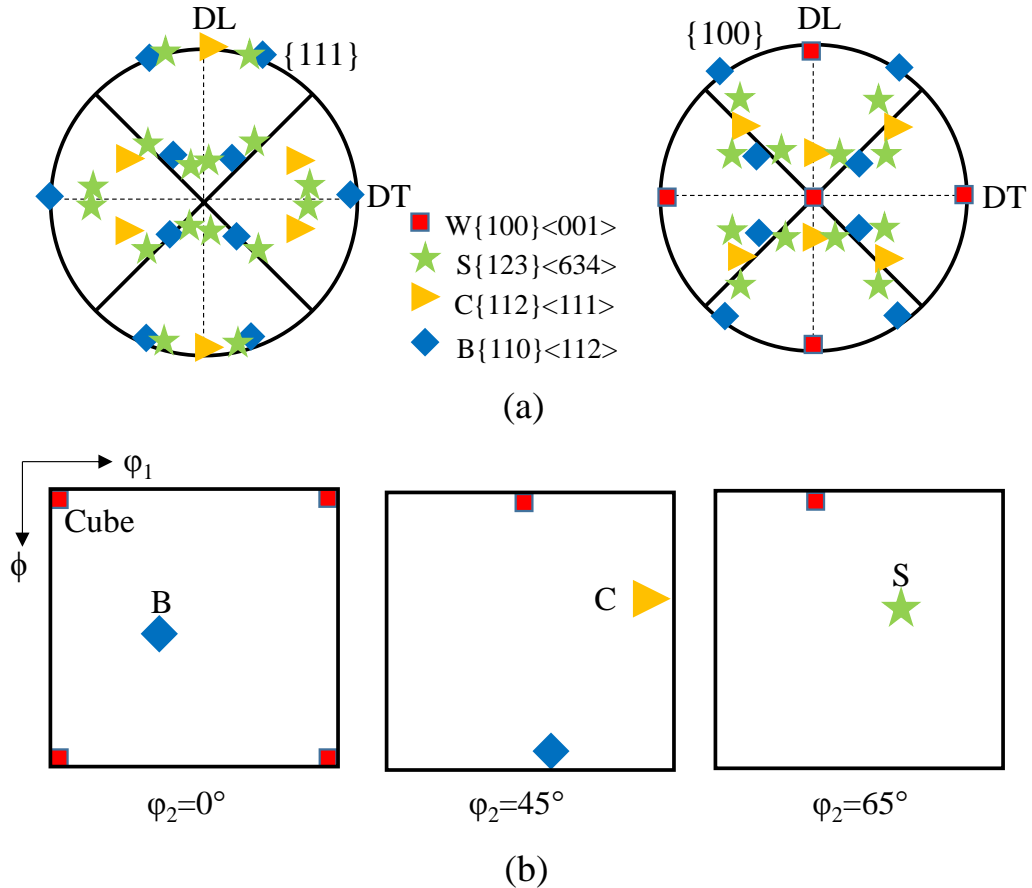 DL
{111}
DT
DL
{100}
DT
W{100}<001>
S{123}<634>
C{112}<111>
B{110}<112>
(a)
φ1
ϕ
Cube
B
C
S
φ2=0°
φ2=45°
φ2=65°
(b)